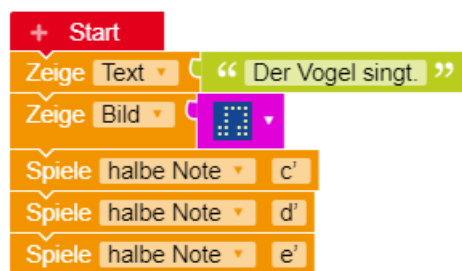 + Start
Zeige Text “ Der Vogel singt. ”
Zeige Bild
Spiele halbe Note c'
Spiele halbe Note d'
Spiele halbe Note e'